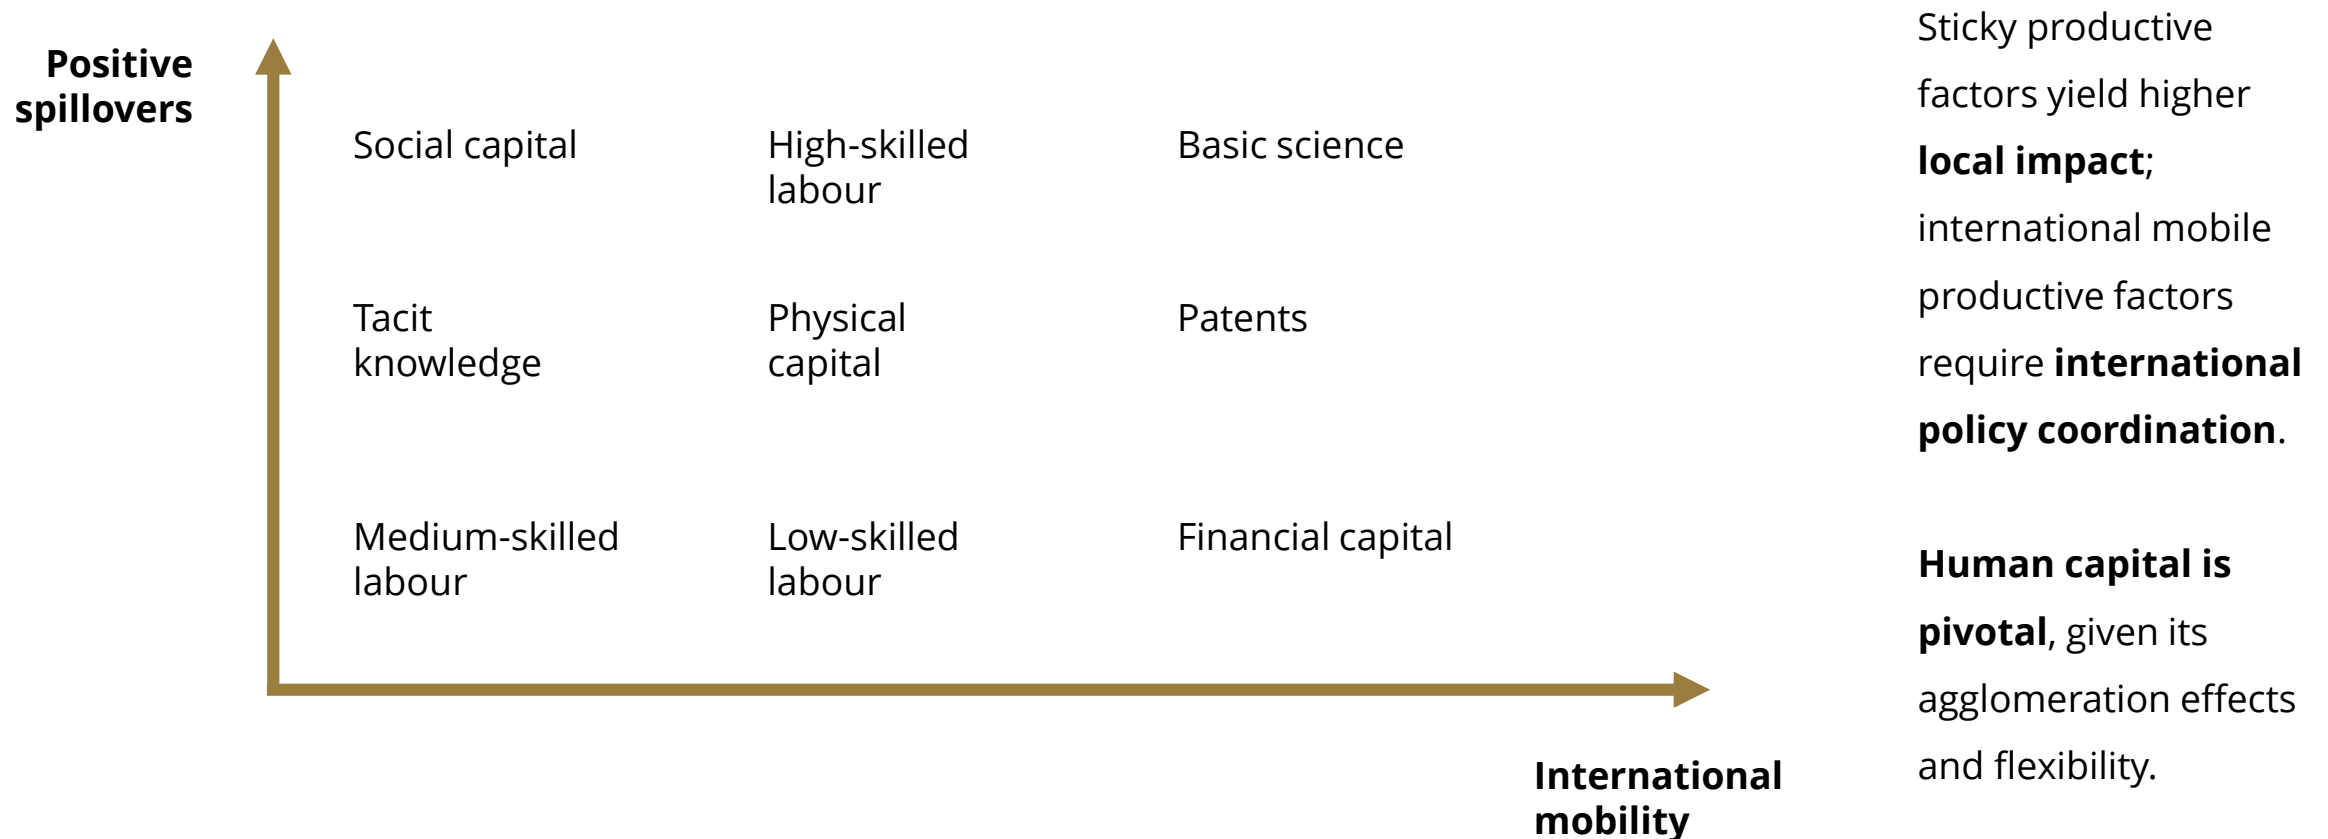 Positive
spillovers
Social capital
High-skilled
labour
Basic science
Tacit
knowledge
Physical
capital
Patents
Medium-skilled
labour
Low-skilled
labour
Financial capital
International
mobility
Sticky productive
factors yield higher
local impact;
international mobile
productive factors
require international
policy coordination.
Human capital is
pivotal, given its
agglomeration effects
and flexibility.